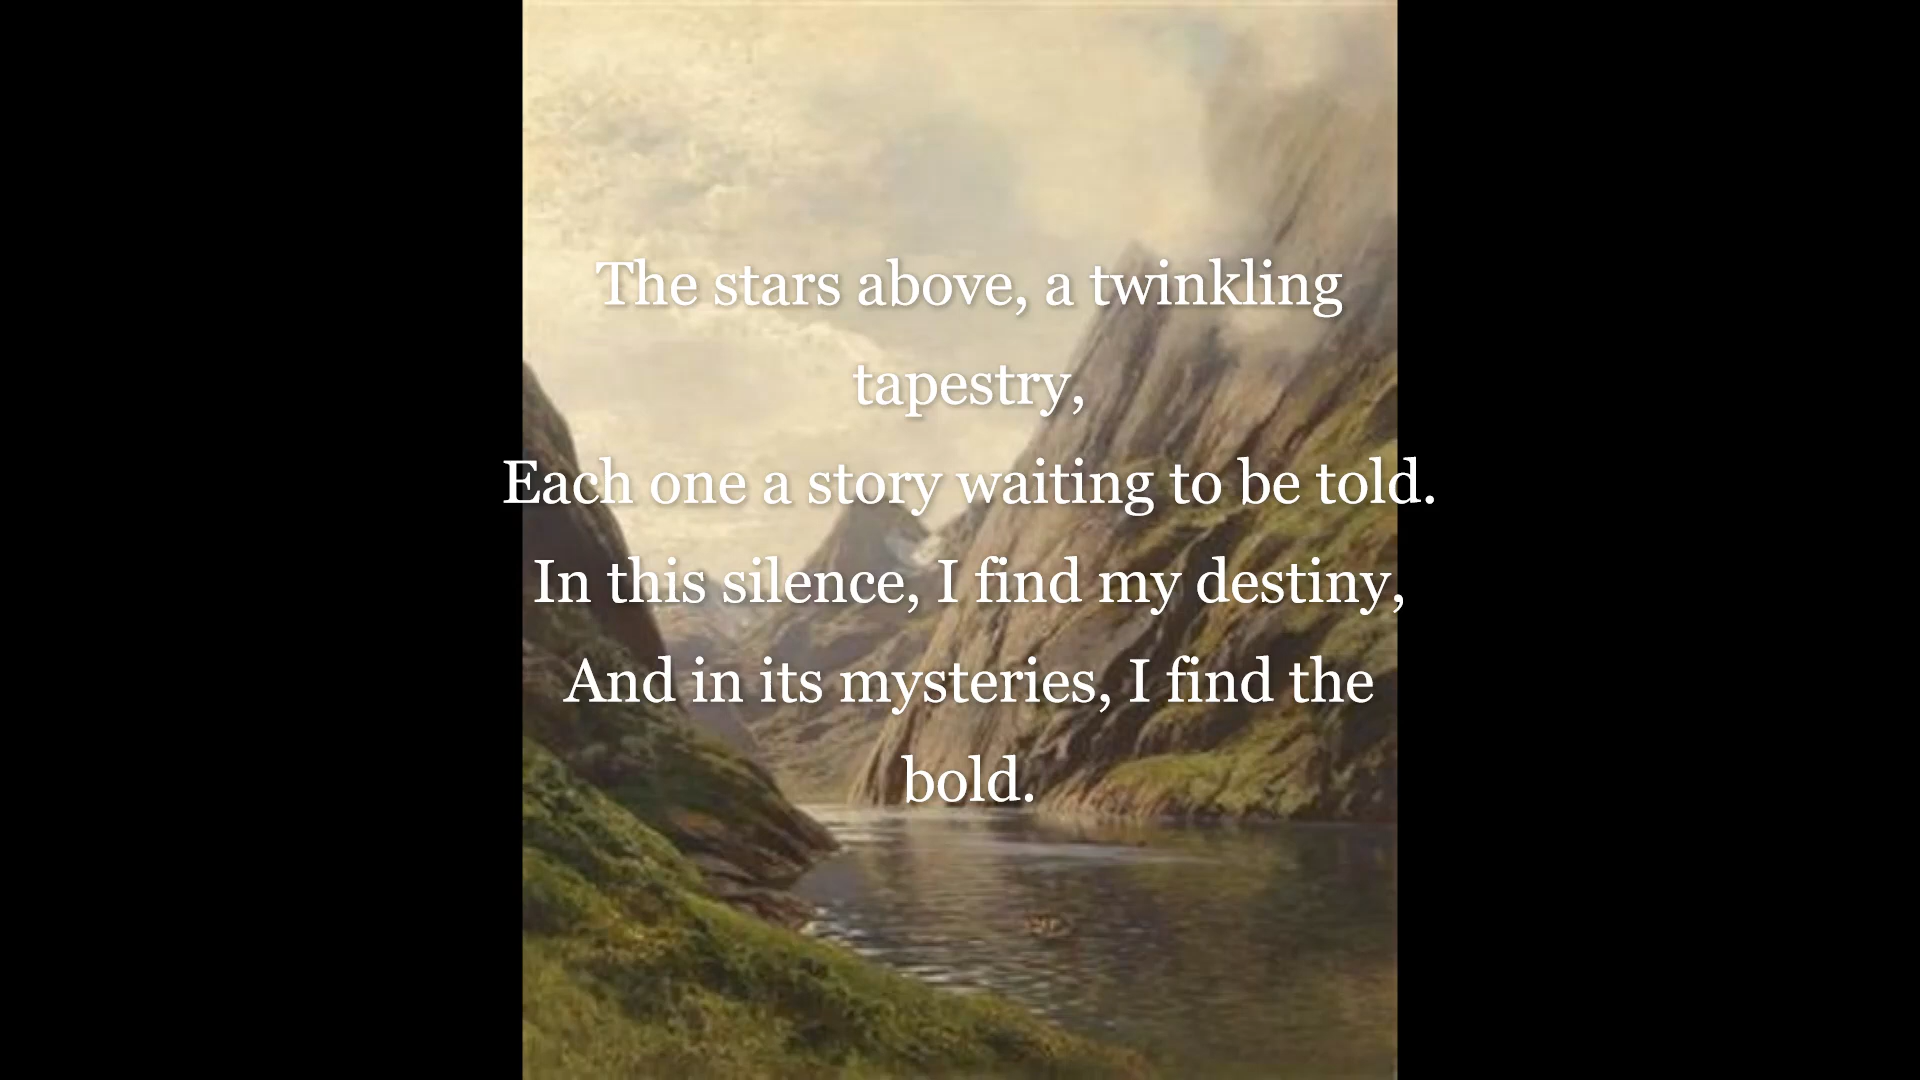 The stars above, a twinkling
tapestry,
Each one a story waiting to be told.
In this silence, I find my destiny,
And in its mysteries, I find the
bold.